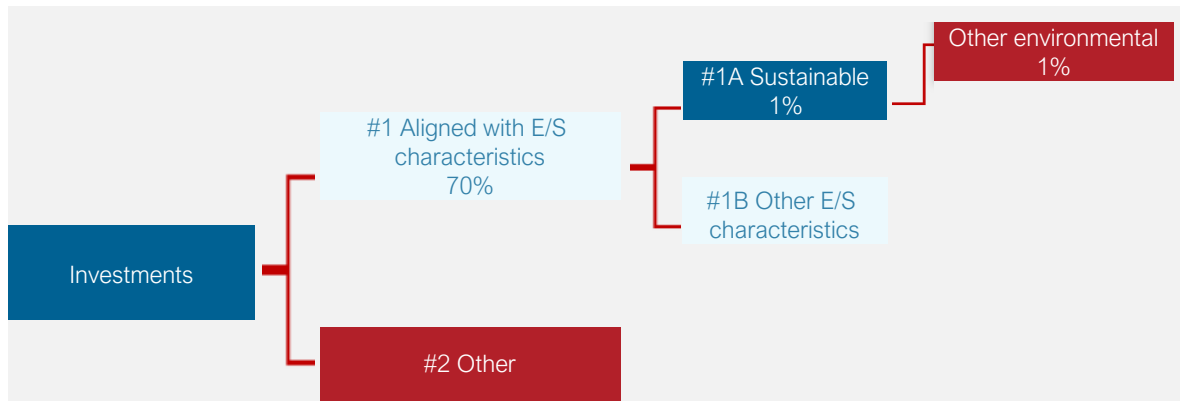 Other environmental
1%
#1A Sustainable
1%
#1 Aligned with E/S
characteristics
70%
#1B Other E/S
characteristics
Investments
#2 Other